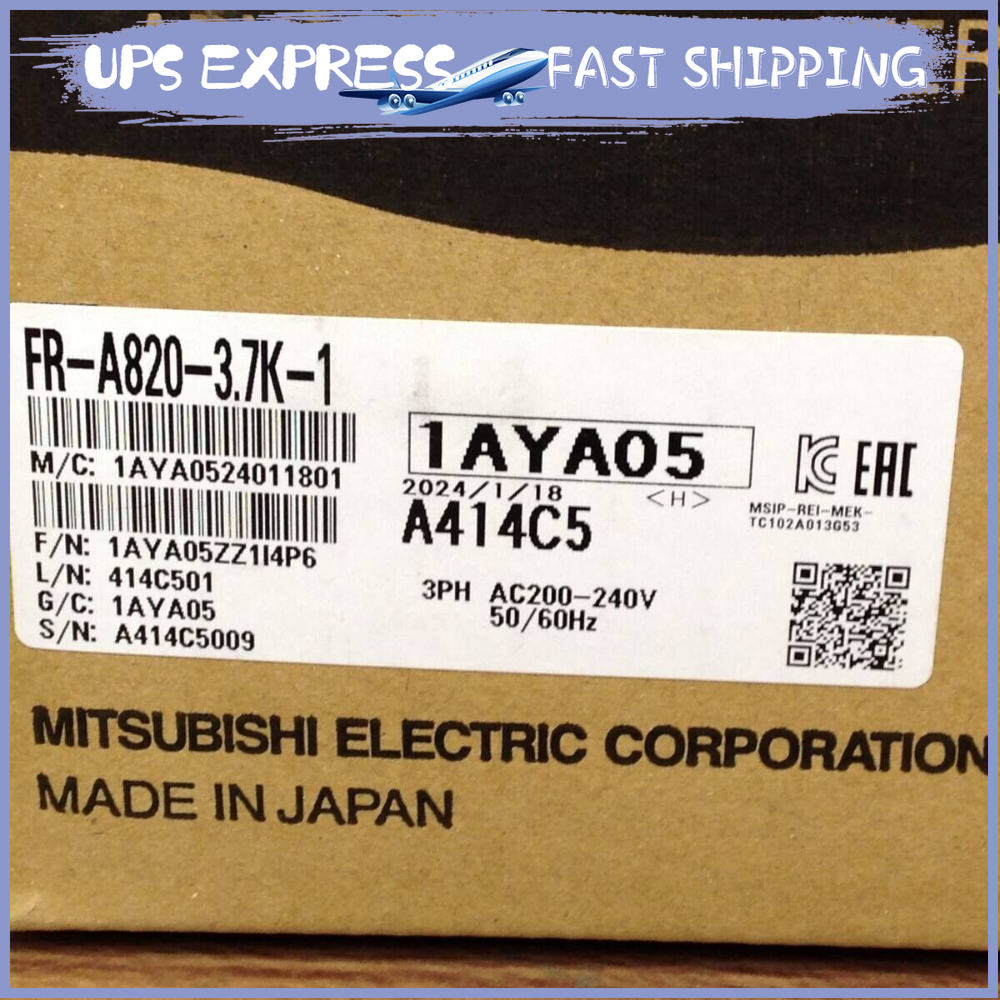 UPS EXPRESS FAST SHIPPING
FR-A820-3.7K-1
M/C: 1AYA0524011801
F/N: 1AYA05ZZ1I4P6
L/N: 414C501
G/C: 1AYA05
S/N: A414C5009
1AYA05
2024/1/18 <H>
A414C5
3PH AC200-240V
50/60Hz
EAC
MSIP-REI-MEK-
TC102A013G53
MITSUBISHI ELECTRIC CORPORATION
MADE IN JAPAN